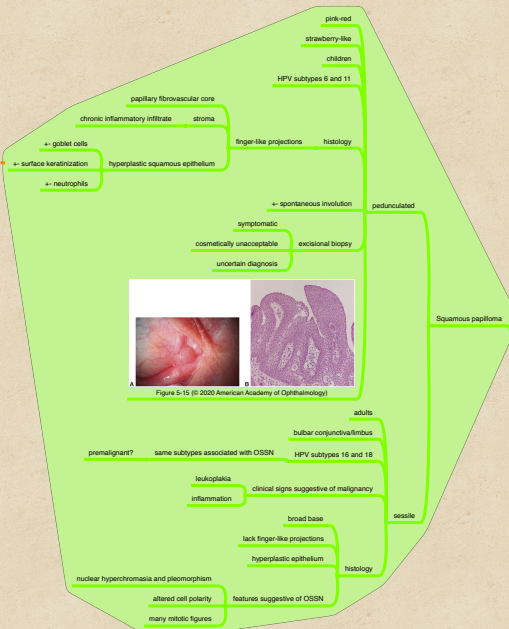 pink-red
strawberry-like
children
HPV subtypes 6 and 11
papillary fibrovascular core
chronic inflammatory infiltrate
stroma
+- goblet cells
+- surface keratinization
+- neutrophils
hyperplastic squamous epithelium
finger-like projections
histology
+- spontaneous involution
symptomatic
cosmetically unacceptable
uncertain diagnosis
excisional biopsy
pedunculated
A
B
Figure 5-15 (© 2020 American Academy of Ophthalmology)
Squamous papilloma
adults
bulbar conjunctiva/limbus
premalignant?
same subtypes associated with OSSN
HPV subtypes 16 and 18
leukoplakia
inflammation
clinical signs suggestive of malignancy
sessile
broad base
lack finger-like projections
hyperplastic epithelium
histology
nuclear hyperchromasia and pleomorphism
altered cell polarity
many mitotic figures
features suggestive of OSSN